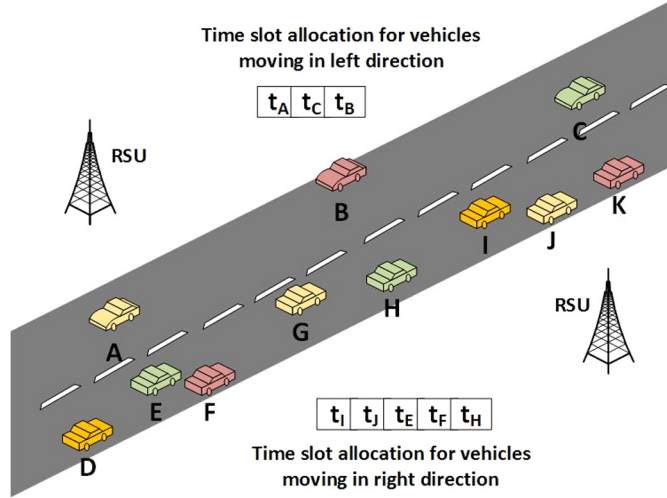 Time slot allocation for vehicles
moving in left direction
tA tC tB
RSU
C
K
B
I
J
H
G
RSU
A
E
F
D
tI tJ tE tF tH
Time slot allocation for vehicles
moving in right direction